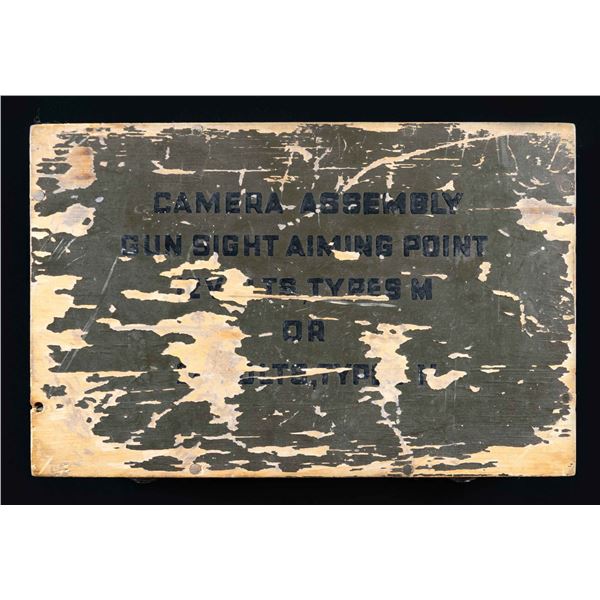 CAMERA ASSEMBLY
GUN SIGHT AIMING POINT
TYPES M
OR